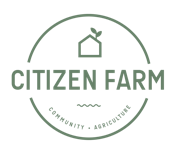 CITIZEN FARM
COMMUNITY + AGRICULTURE